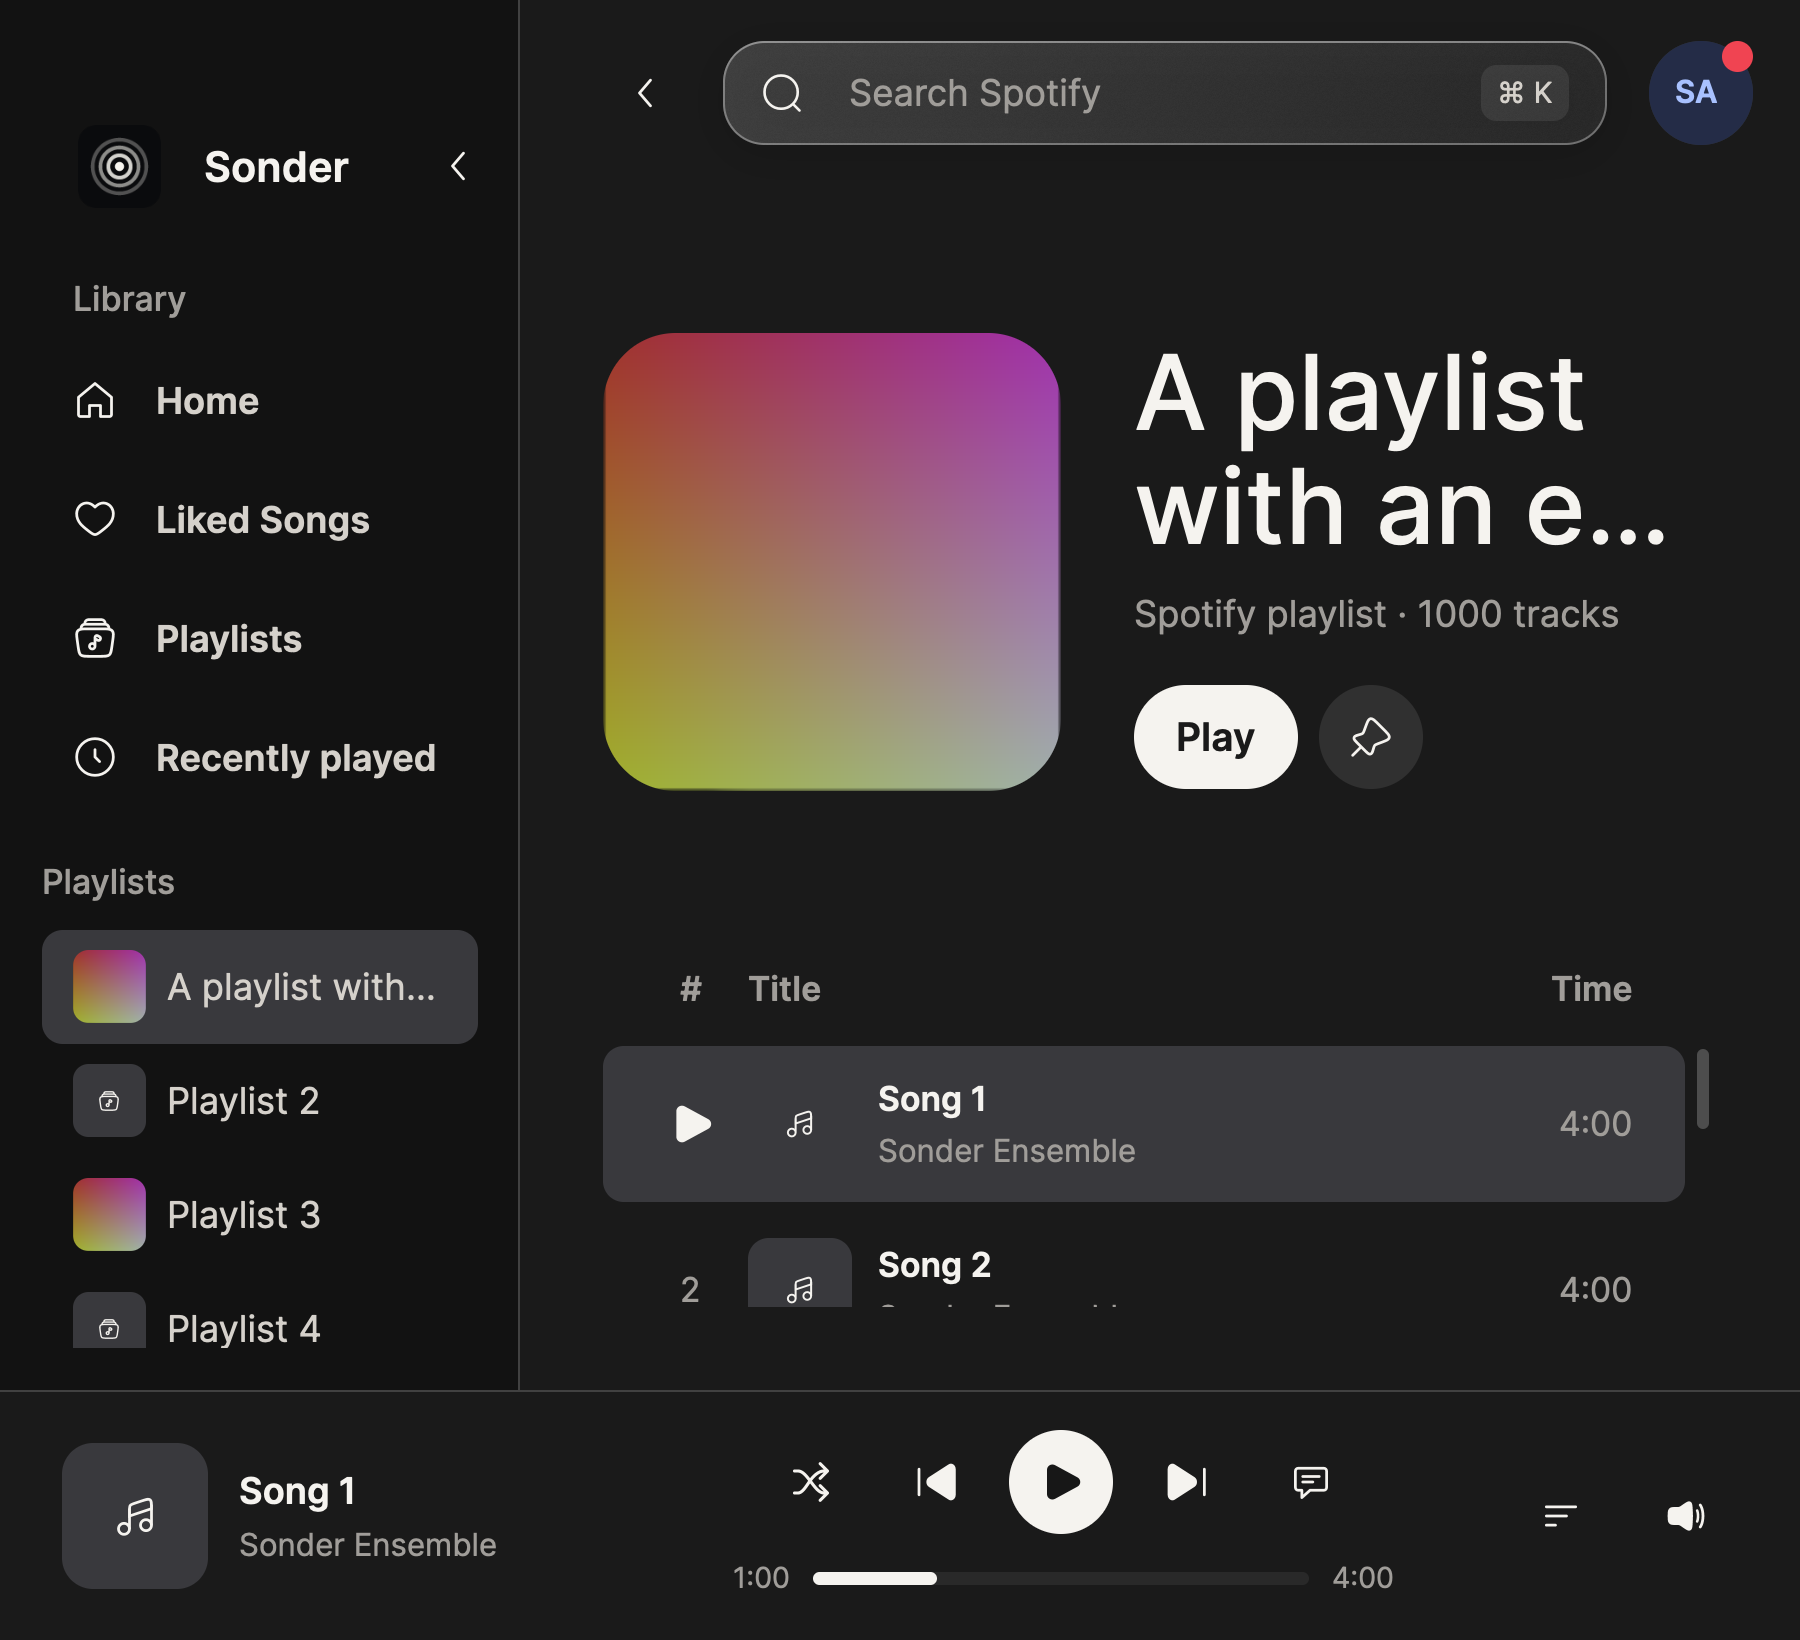 Search Spotify
⌘ K
SA
Sonder
Library
Home
Liked Songs
Playlists
Recently played
Playlists
A playlist with...
Playlist 2
Playlist 3
Playlist 4
A playlist
with an e...
Spotify playlist · 1000 tracks
Play
# Title Time
Song 1
Sonder Ensemble
4:00
2
Song 2
4:00
Song 1
Sonder Ensemble
1:00
4:00